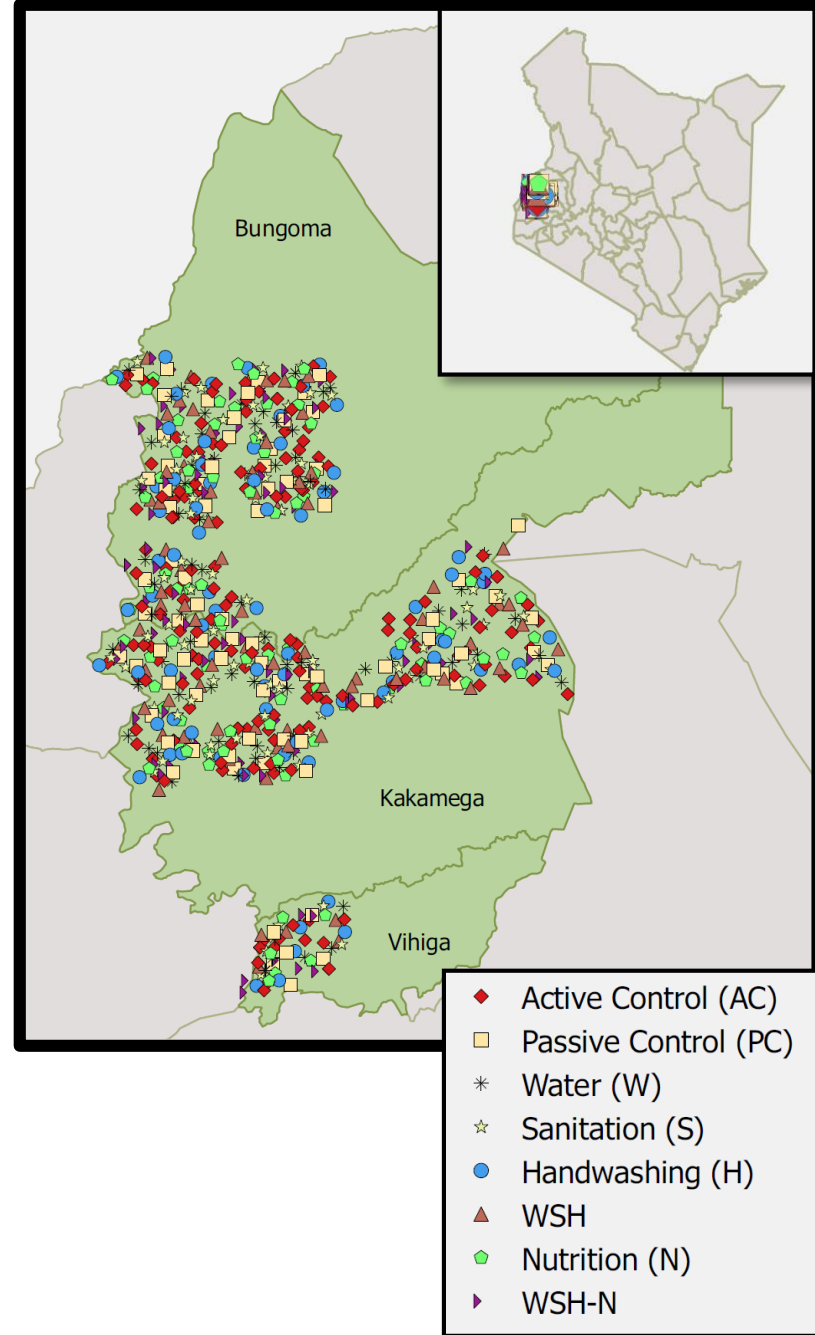 Bungoma
Kakamega
Vihiga
Active Control (AC)
Passive Control (PC)
Water (W)
Sanitation (S)
Handwashing (H)
WSH
Nutrition (N)
WSH-N